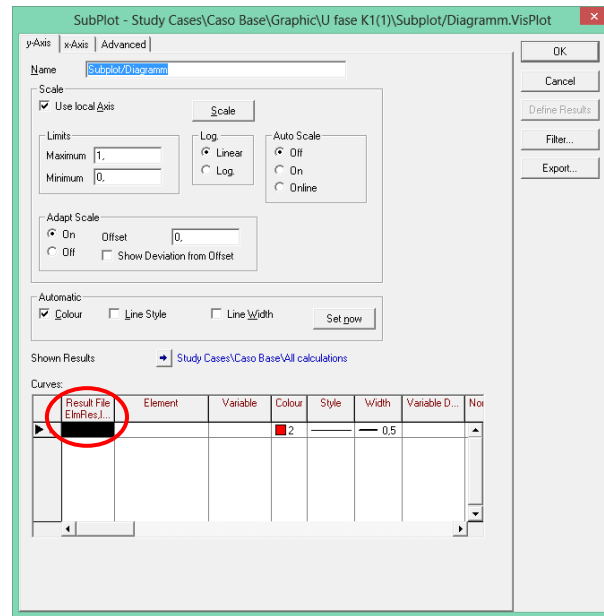 SubPlot - Study Cases\Caso Base\Graphic\U fase K1(1)\Subplot/Diagramm.VisPlot
y-Axis x-Axis Advanced
OK
Name Subplot/Diagramm
Cancel
Scale
Use local Axis
Scale
Define Results
Limits
Log.
Auto Scale
Filter...
Maximum 1,
Linear
Off
Minimum 0,
Log.
On
Export...
Online
Adapt Scale
On Offset 0,
Off Show Deviation from Offset
Automatic
Colour Line Style Line Width Set now
Shown Results Study Cases\Caso Base\All calculations
Curves:
Result File Element Variable Colour Style Width Variable D... Nor
ElmRes,I...
2 0,5